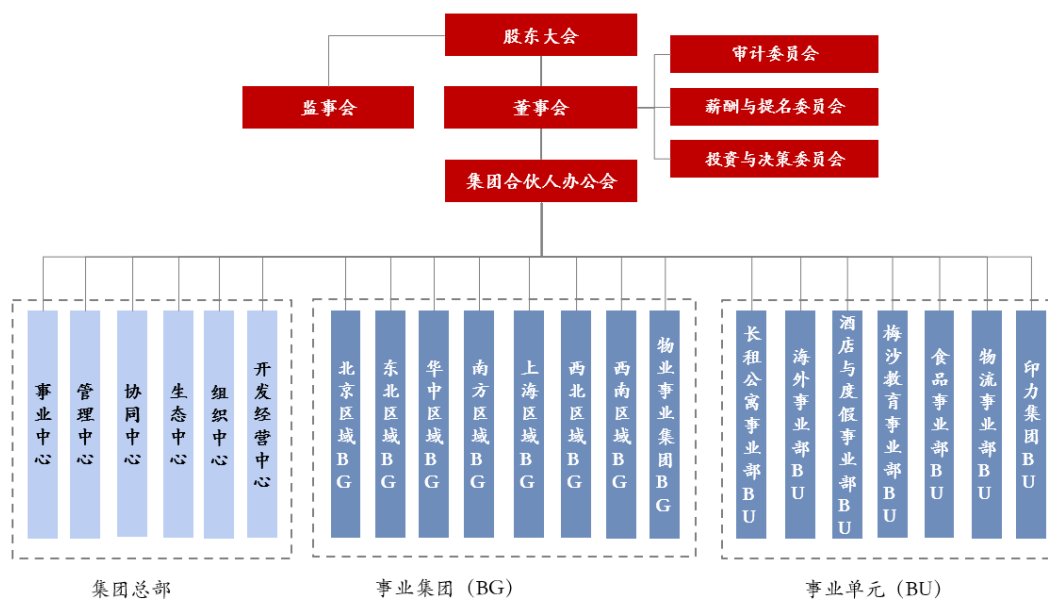 股东大会
审计委员会
监事会
董事会
薪酬与提名委员会
投资与决策委员会
集团合伙人办公会
事业中心
管理中心
协同中心
生态中心
组织中心
开发经营中心
北京区域BG
东北区域BG
华中区域BG
南方区域BG
上海区域BG
西北区域BG
西南区域BG
物业事业集团BG
长租公寓事业部BU
海外事业部BU
酒店与度假事业部BU
梅沙教育事业部BU
食品事业部BU
物流事业部BU
印力集团BU
集团总部
事业集团（BG）
事业单元（BU）